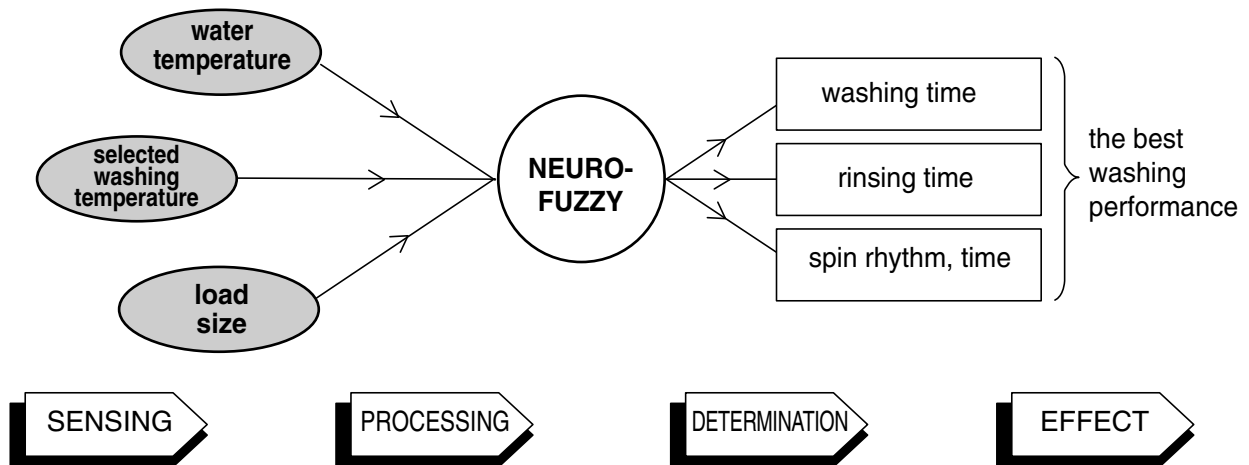 water
temperature
selected
washing
temperature
load
size
NEURO-
FUZZY
washing time
rinsing time
spin rhythm, time
the best
washing
performance
SENSING
PROCESSING
DETERMINATION
EFFECT